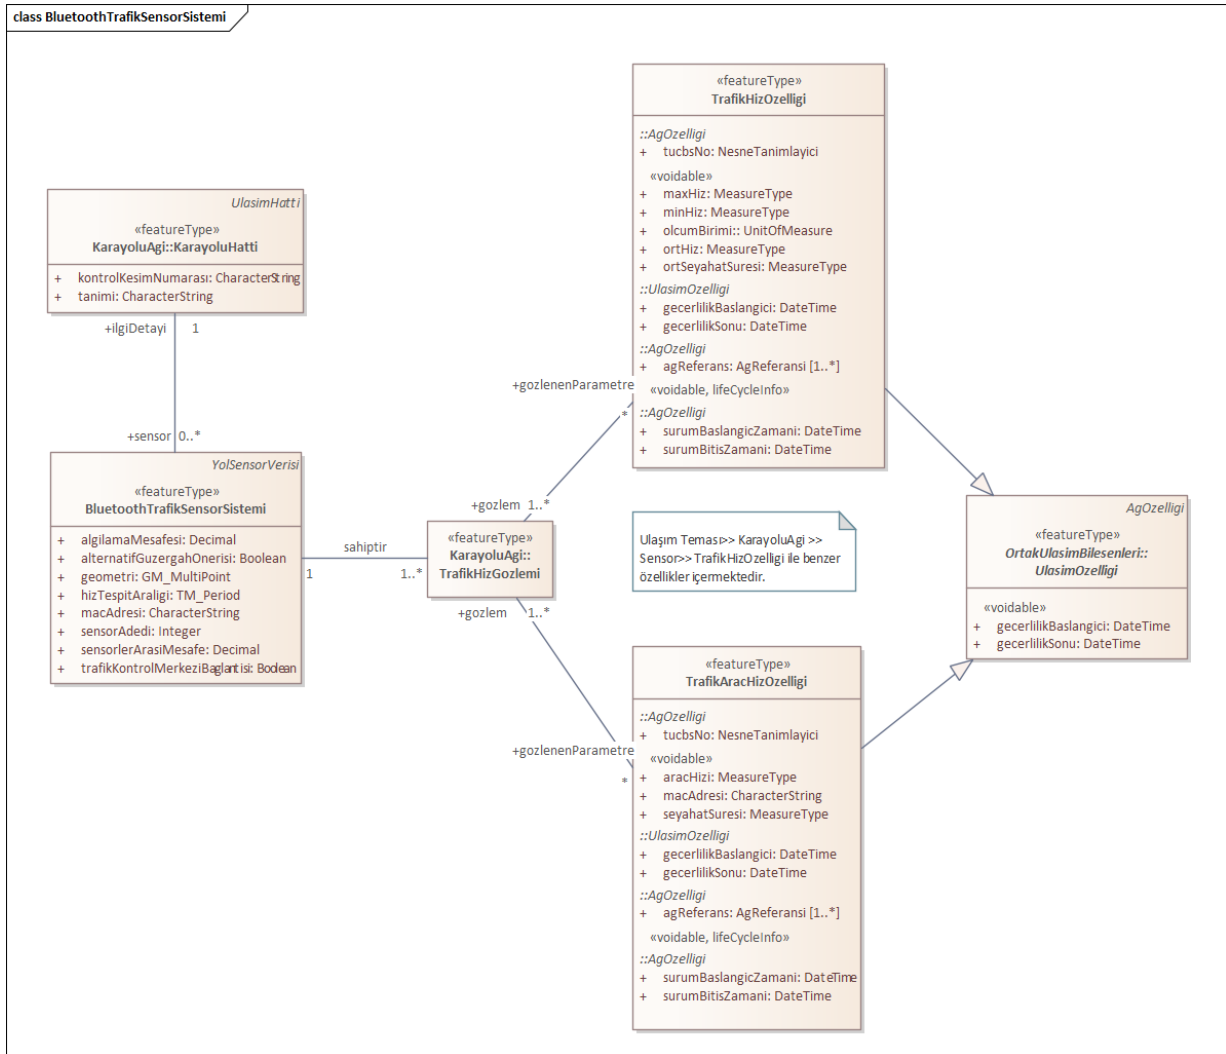 class BluetoothTrafikSensorSistemi
«featureType»
TrafikHizOzelligi
::AgOzelligi
+ tucbsNo: NesneTanimlayici
«voidable»
+ maxHiz: MeasureType
+ minHiz: MeasureType
+ olcumBirimi:: UnitOfMeasure
+ ortHiz: MeasureType
+ ortSeyahatSuresi: MeasureType
::UlasimOzelligi
+ gecerlilikBaslangici: DateTime
+ gecerlilikSonu: DateTime
::AgOzelligi
+ agReferans: AgReferansi [1..*]
«voidable, lifeCycleInfo»
::AgOzelligi
+ surumBaslangicZamani: DateTime
+ surumBitisZamani: DateTime
UlasimHatti
«featureType»
KarayoluAgi::KarayoluHatti
+ kontrolKesimNumarası: CharacterString
+ tanimi: CharacterString
+ilgiDetayi 1
+sensor 0..*
YolSensorVerisi
«featureType»
BluetoothTrafikSensorSistemi
+ algilamaMesafesi: Decimal
+ alternatifGuzergahOnerisi: Boolean
+ geometri: GM_MultiPoint
+ hizTespitAraligi: TM_Period
+ macAdresi: CharacterString
+ sensorAdedi: Integer
+ sensorlerArasiMesafe: Decimal
+ trafikKontrolMerkeziBaglantisi: Boolean
sahiptir
1
1..*
+gozlenenParametre
*
+gozlem 1..*
«featureType»
KarayoluAgi::
TrafikHizGozlemi
+gozlem 1..*
+gozlenenParametre
*
Ulaşım Teması>> KarayoluAgi >>
Sensor>> TrafikHizOzelligi ile benzer
özellikler içermektedir.
AgOzelligi
«featureType»
OrtakUlasimBilesenleri::
UlasimOzelligi
«voidable»
+ gecerlilikBaslangici: DateTime
+ gecerlilikSonu: DateTime
«featureType»
TrafikAracHizOzelligi
::AgOzelligi
+ tucbsNo: NesneTanimlayici
«voidable»
+ aracHizi: MeasureType
+ macAdresi: CharacterString
+ seyahatSuresi: MeasureType
::UlasimOzelligi
+ gecerlilikBaslangici: DateTime
+ gecerlilikSonu: DateTime
::AgOzelligi
+ agReferans: AgReferansi [1..*]
«voidable, lifeCycleInfo»
::AgOzelligi
+ surumBaslangicZamani: DateTime
+ surumBitisZamani: DateTime